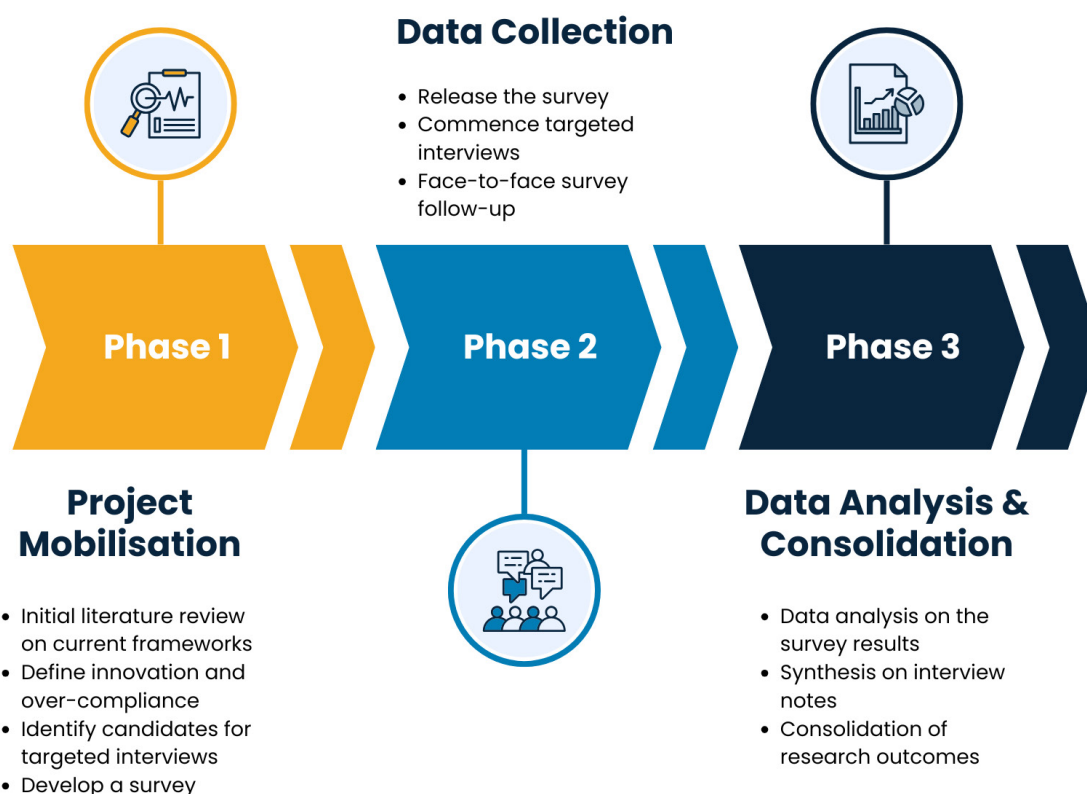 Data Collection
• Release the survey
• Commence targeted
interviews
• Face-to-face survey
follow-up
Phase 1
Phase 2
Phase 3
Project
Mobilisation
• Initial literature review
on current frameworks
• Define innovation and
over-compliance
• Identify candidates for
targeted interviews
• Develop a survey
Data Analysis &
Consolidation
• Data analysis on the
survey results
• Synthesis on interview
notes
• Consolidation of
research outcomes